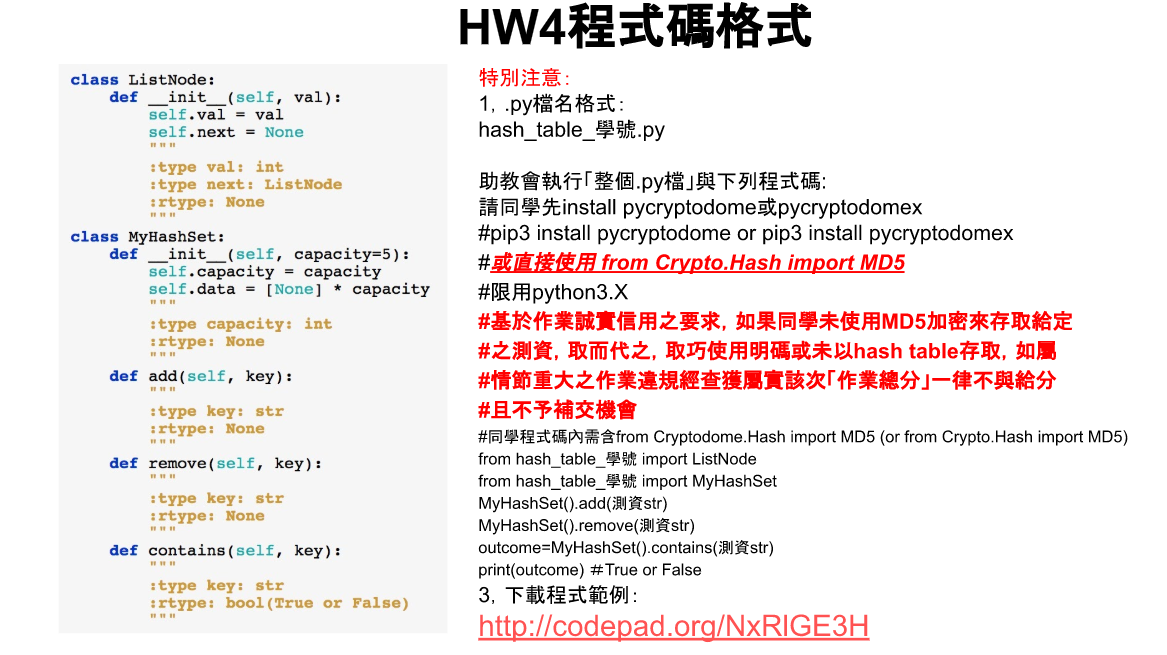 HW4程式碼格式
class ListNode:
    def __init__(self, val):
        self.val = val
        self.next = None
        """
        :type val: int
        :type next: ListNode
        :rtype: None
        """
class MyHashSet:
    def __init__(self, capacity=5):
        self.capacity = capacity
        self.data = [None] * capacity
        """
        :type capacity: int
        :rtype: None
        """
    def add(self, key):
        """
        :type key: str
        :rtype: None
        """
    def remove(self, key):
        """
        :type key: str
        :rtype: None
        """
    def contains(self, key):
        """
        :type key: str
        :rtype: bool(True or False)
        """
特別注意：
1，.py檔名格式：
hash_table_學號.py
助教會執行「整個.py檔」與下列程式碼:
請同學先install pycryptodome或pycryptodomex
#pip3 install pycryptodome or pip3 install pycryptodomex
#或直接使用 from Crypto.Hash import MD5
#限用python3.X
#基於作業誠實信用之要求，如果同學未使用MD5加密來存取給定
#之測資，取而代之，取巧使用明碼或未以hash table存取，如屬
#情節重大之作業違規經查獲屬實該次「作業總分」一律不與給分
#且不予補交機會
#同學程式碼內需含from Cryptodome.Hash import MD5 (or from Crypto.Hash import MD5)
from hash_table_學號 import ListNode
from hash_table_學號 import MyHashSet
MyHashSet().add(測資str)
MyHashSet().remove(測資str)
outcome=MyHashSet().contains(測資str)
print(outcome) ＃True or False
3，下載程式範例：
http://codepad.org/NxRlGE3H